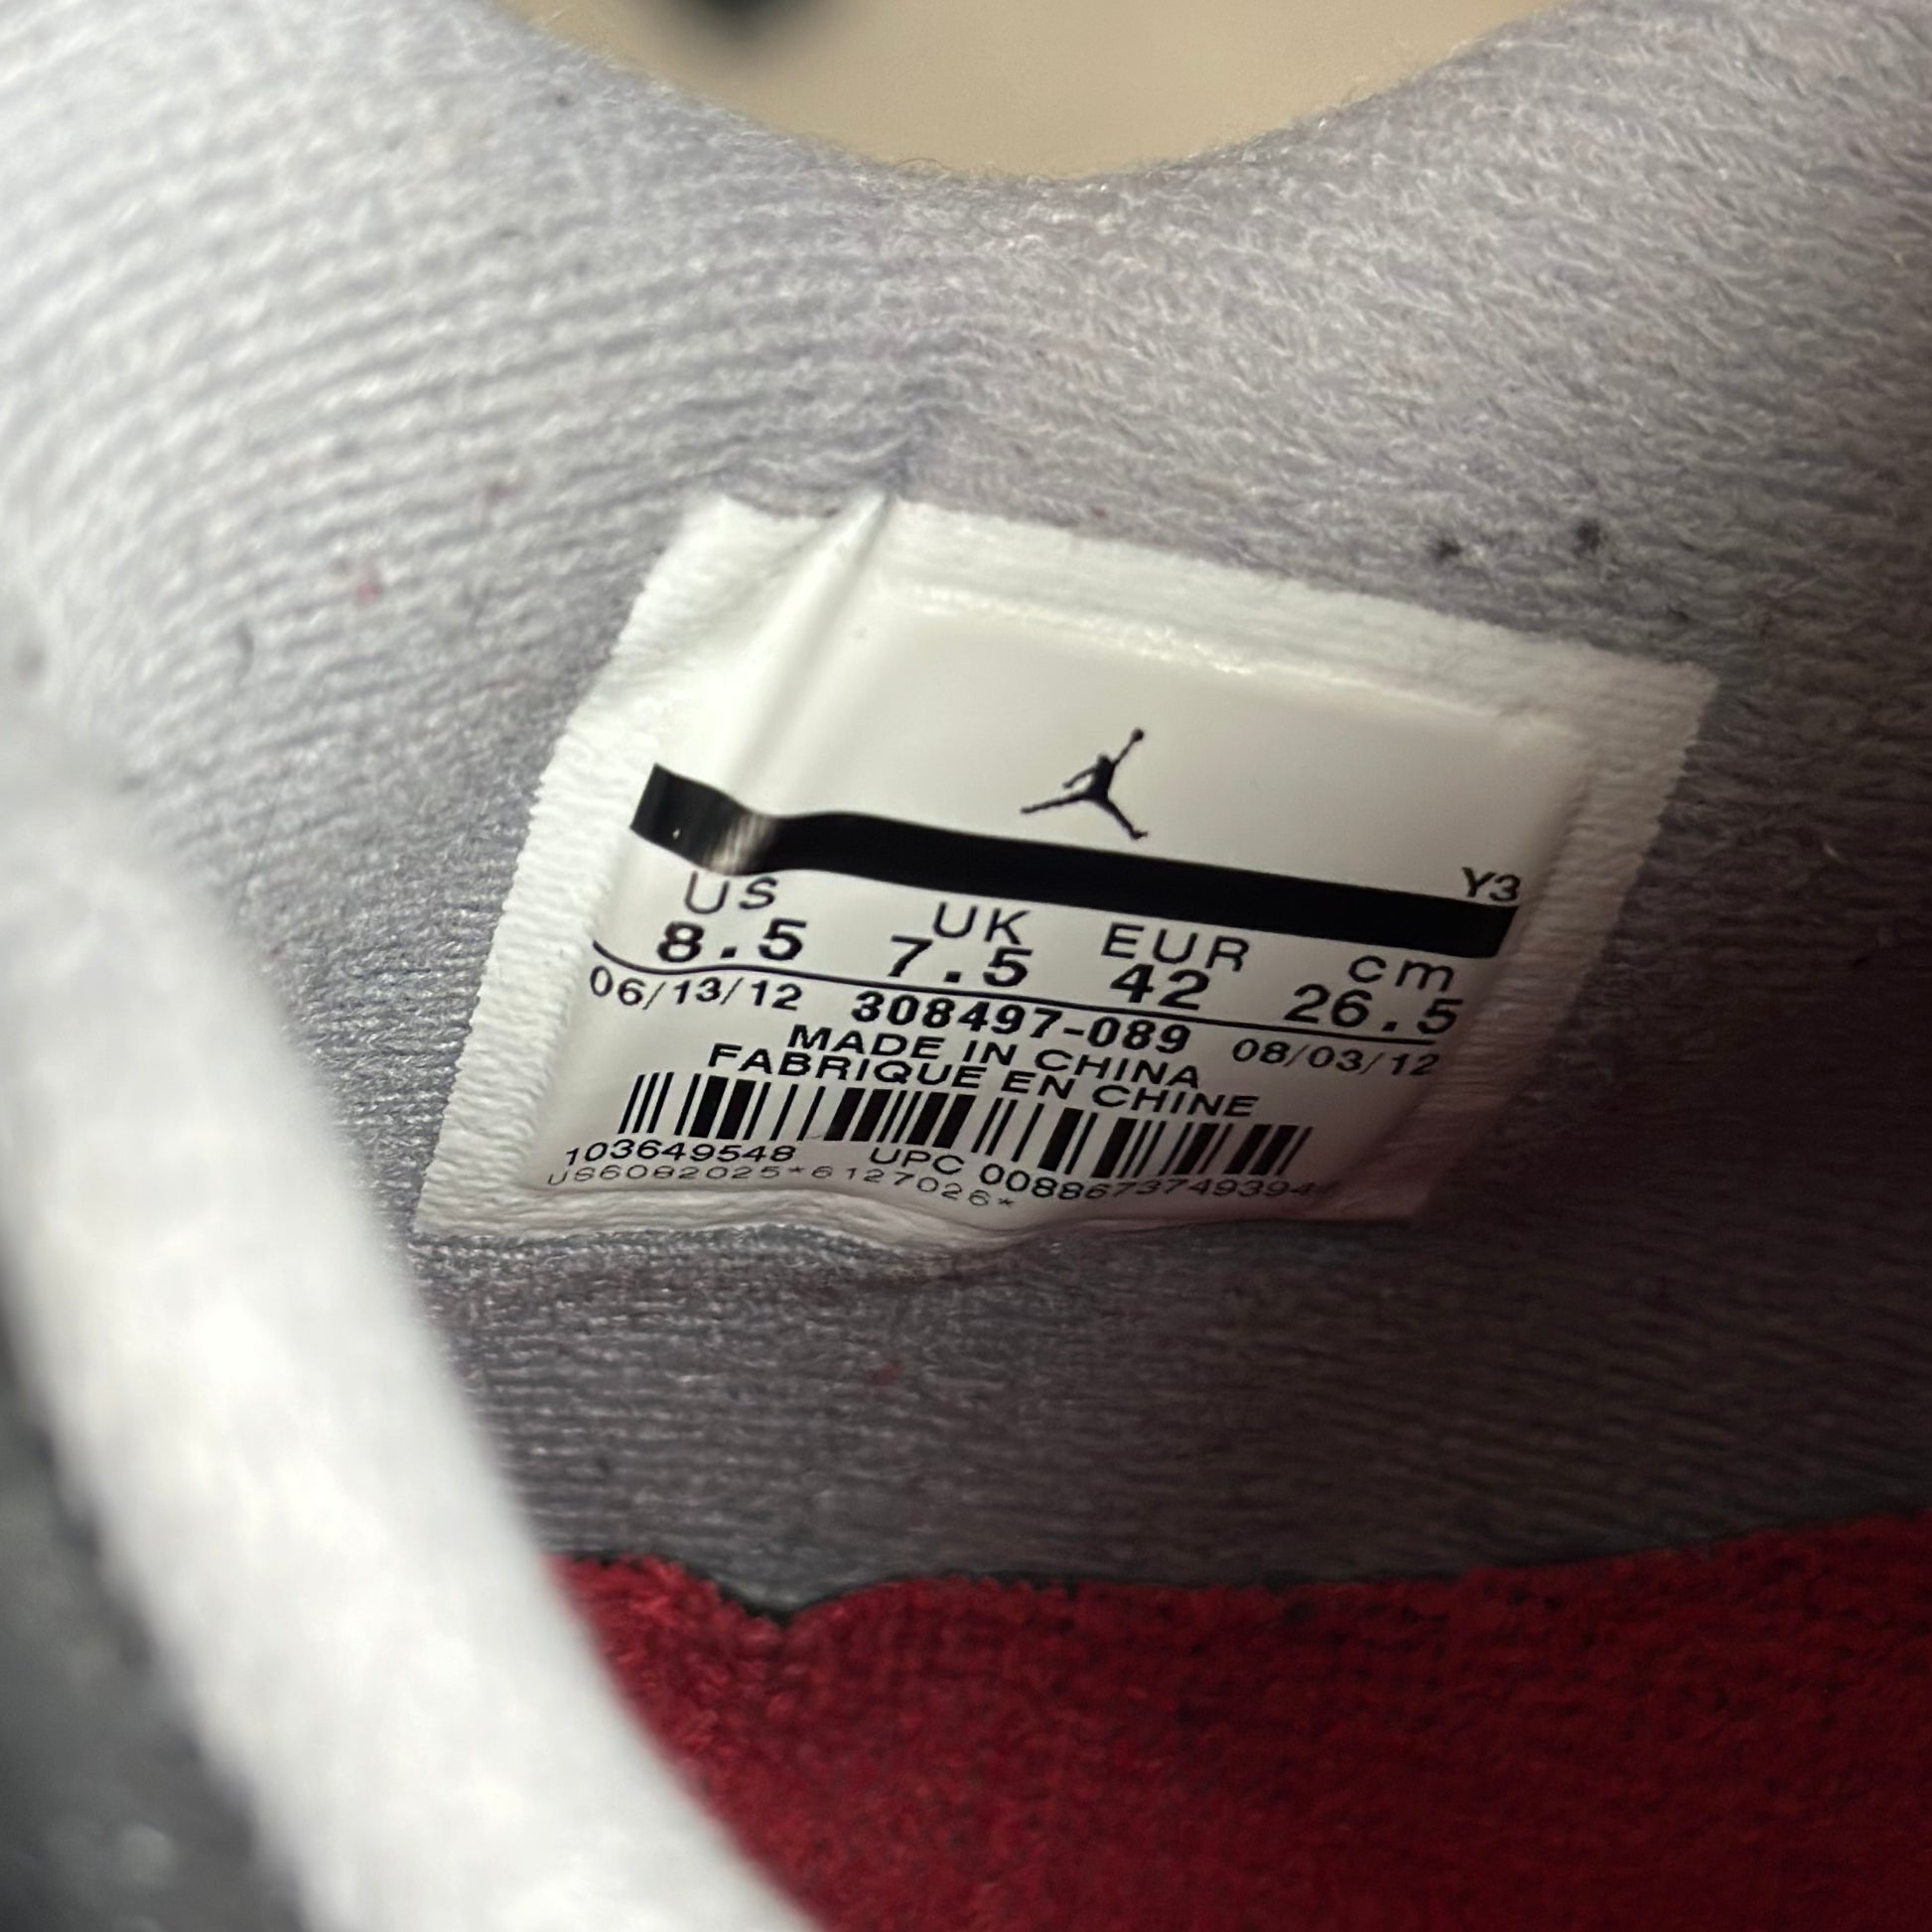 Y3
US UK EUR cm
8.5 7.5 42 26.5
06/13/12 308497-089 08/03/12
MADE IN CHINA
FABRIQUE EN CHINE
103649548 UPC 00886737493944
US6082025*6127026*